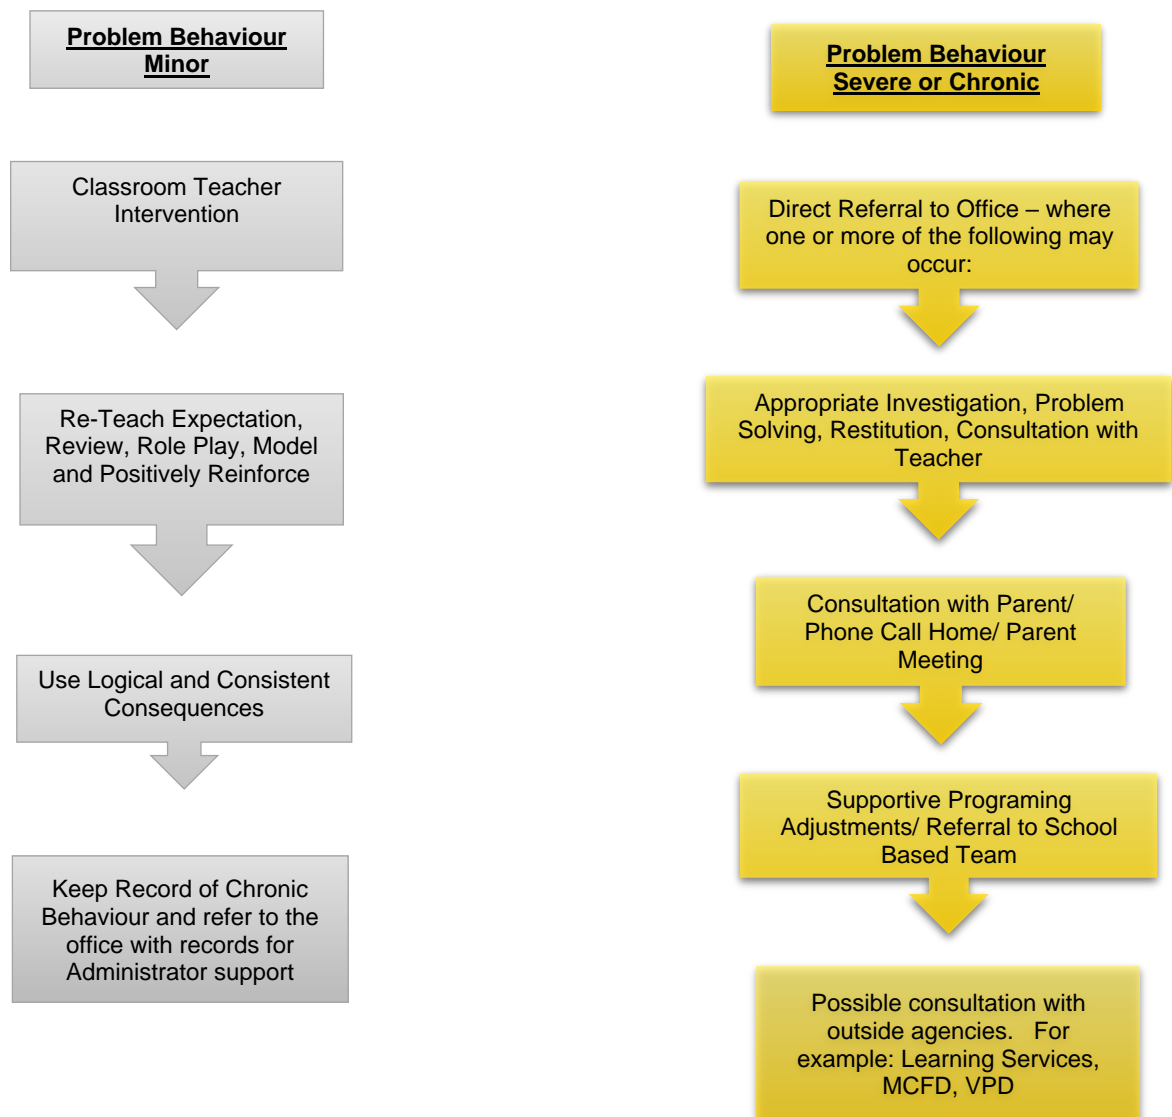 Problem Behaviour
Minor
Classroom Teacher
Intervention
Re-Teach Expectation,
Review, Role Play, Model
and Positively Reinforce
Use Logical and Consistent
Consequences
Keep Record of Chronic
Behaviour and refer to the
office with records for
Administrator support
Problem Behaviour
Severe or Chronic
Direct Referral to Office – where
one or more of the following may
occur:
Appropriate Investigation, Problem
Solving, Restitution, Consultation with
Teacher
Consultation with Parent/
Phone Call Home/ Parent
Meeting
Supportive Programing
Adjustments/ Referral to School
Based Team
Possible consultation with
outside agencies.   For
example: Learning Services,
MCFD, VPD